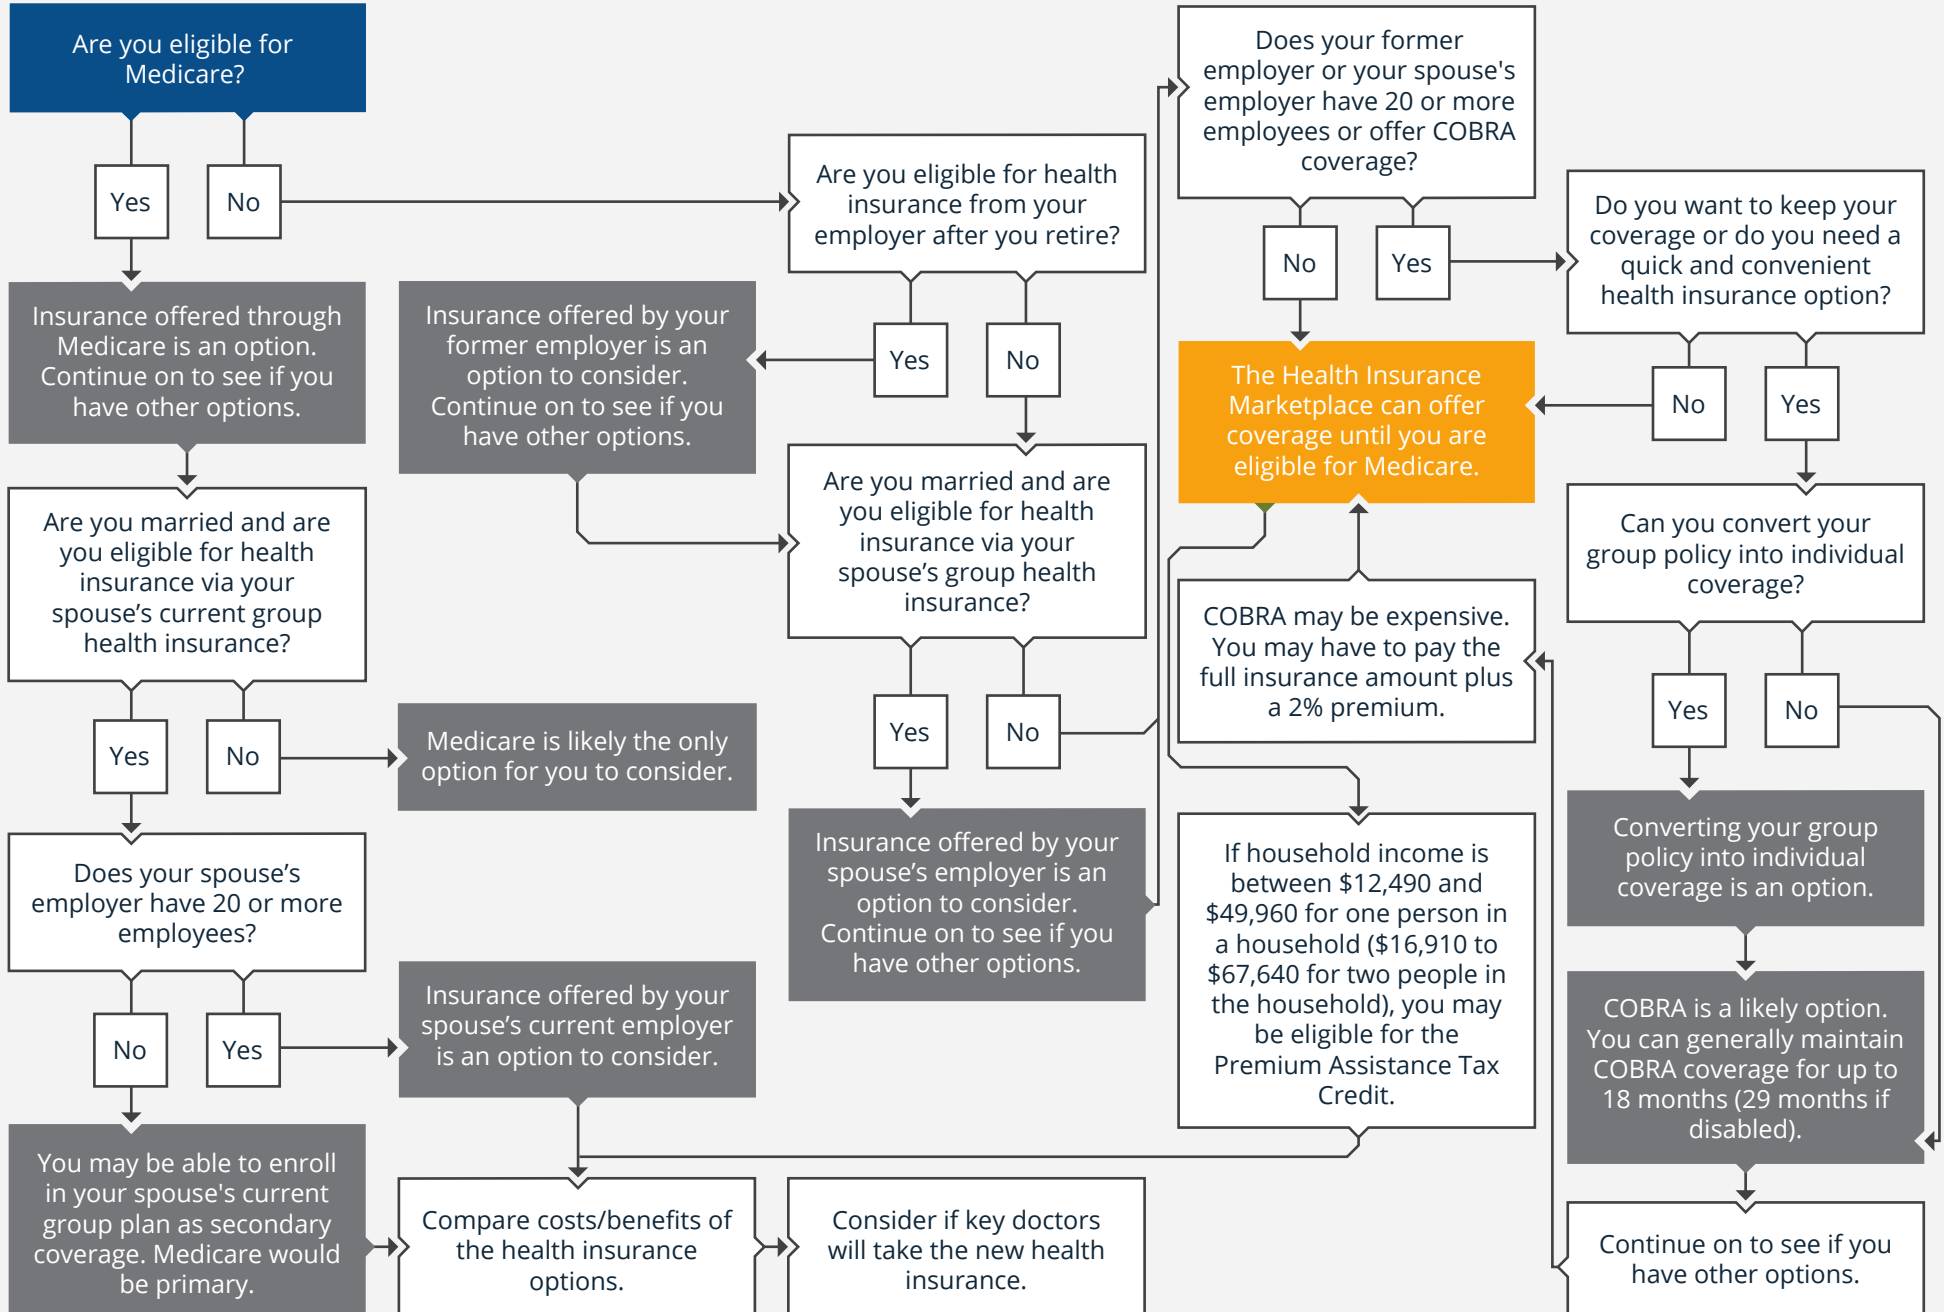 Are you eligible for
Medicare?
Yes
No
Insurance offered through
Medicare is an option.
Continue on to see if you
have other options.
Are you married and are
you eligible for health
insurance via your
spouse’s current group
health insurance?
Yes
No
Medicare is likely the only
option for you to consider.
Does your spouse’s
employer have 20 or more
employees?
No
Yes
Insurance offered by your
spouse’s current employer
is an option to consider.
You may be able to enroll
in your spouse's current
group plan as secondary
coverage. Medicare would
be primary.
Compare costs/benefits of
the health insurance
options.
Consider if key doctors
will take the new health
insurance.
Are you eligible for health
insurance from your
employer after you retire?
Yes
No
Insurance offered by your
former employer is an
option to consider.
Continue on to see if you
have other options.
Are you married and are
you eligible for health
insurance via your
spouse’s group health
insurance?
Yes
No
Insurance offered by your
spouse’s employer is an
option to consider.
Continue on to see if you
have other options.
Does your former
employer or your spouse's
employer have 20 or more
employees or offer COBRA
coverage?
No
Yes
The Health Insurance
Marketplace can offer
coverage until you are
eligible for Medicare.
COBRA may be expensive.
You may have to pay the
full insurance amount plus
a 2% premium.
If household income is
between $12,490 and
$49,960 for one person in
a household ($16,910 to
$67,640 for two people in
the household), you may
be eligible for the
Premium Assistance Tax
Credit.
Do you want to keep your
coverage or do you need a
quick and convenient
health insurance option?
No
Yes
Can you convert your
group policy into individual
coverage?
Yes
No
Converting your group
policy into individual
coverage is an option.
COBRA is a likely option.
You can generally maintain
COBRA coverage for up to
18 months (29 months if
disabled).
Continue on to see if you
have other options.